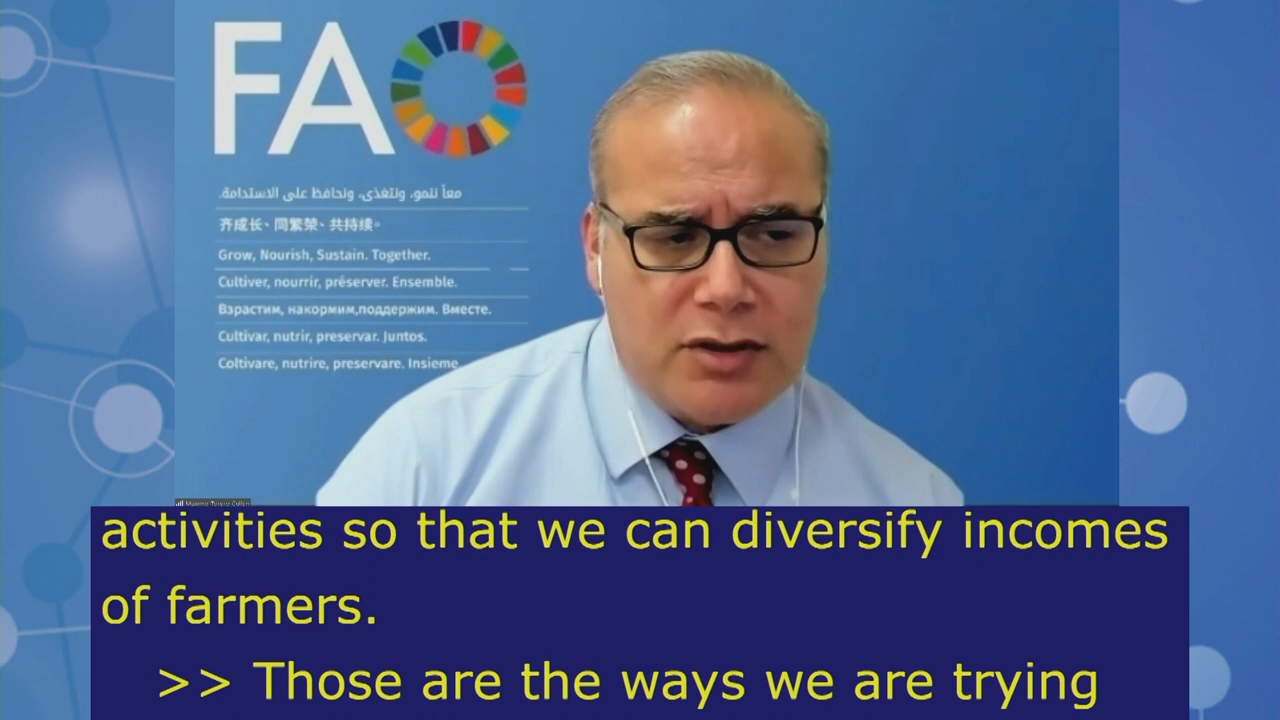 FAO
معاً ننمو، ونتغذى، ونحافظ على الاستدامة.
齐成长、同繁荣、共持续。
Grow, Nourish, Sustain. Together.
Cultiver, nourrir, préserver. Ensemble.
Взрастим, накормим,поддержим. Вместе.
Cultivar, nutrir, preservar. Juntos.
Coltivare, nutrire, preservare. Insieme.
activities so that we can diversify incomes
of farmers.
>> Those are the ways we are trying